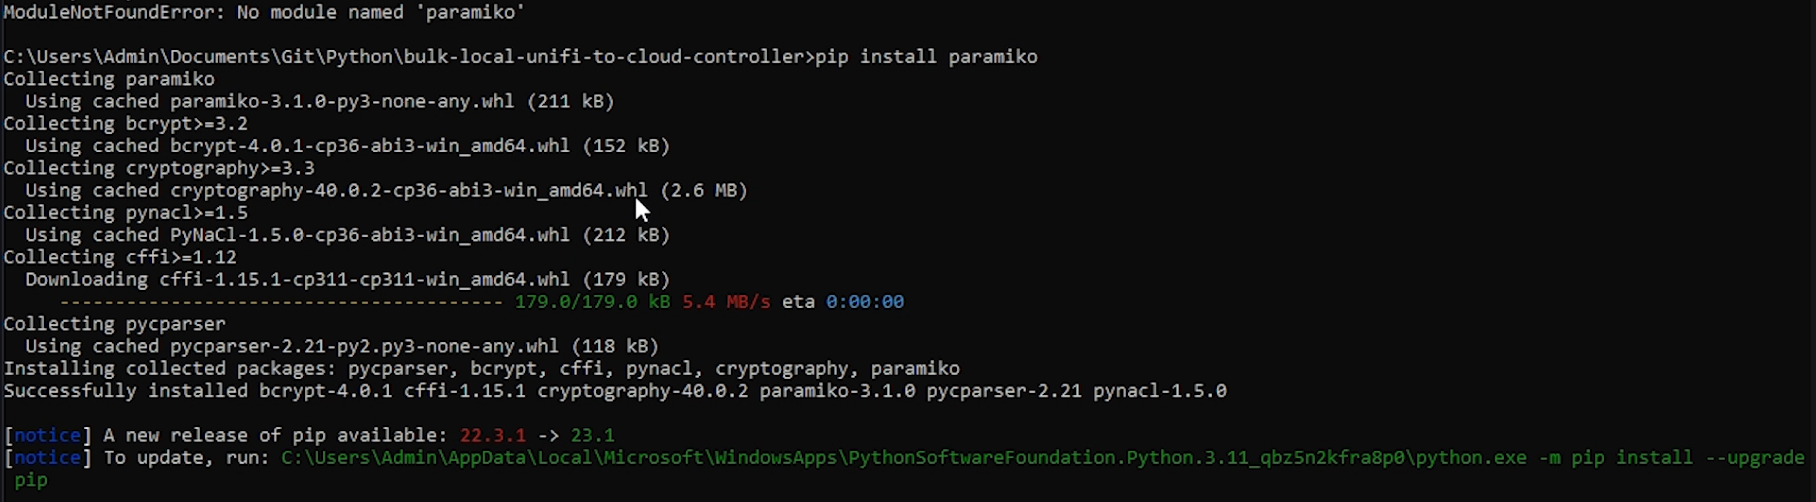 ModuleNotFoundError: No module named 'paramiko'
C:\Users\Admin\Documents\Git\Python\bulk-local-unifi-to-cloud-controller>pip install paramiko
Collecting paramiko
Using cached paramiko-3.1.0-py3-none-any.whl (211 kB)
Collecting bcrypt>=3.2
Using cached bcrypt-4.0.1-cp36-abi3-win_amd64.whl (152 kB)
Collecting cryptography>=3.3
Using cached cryptography-40.0.2-cp36-abi3-win_amd64.whl (2.6 MB)
Collecting pynacl>=1.5
Using cached PyNaCl-1.5.0-cp36-abi3-win_amd64.whl (212 kB)
Collecting cffi>=1.12
Downloading cffi-1.15.1-cp311-cp311-win_amd64.whl (179 kB)
---------------------------------------- 179.0/179.0 kB 5.4 MB/s eta 0:00:00
Collecting pycparser
Using cached pycparser-2.21-py2.py3-none-any.whl (118 kB)
Installing collected packages: pycparser, bcrypt, cffi, pynacl, cryptography, paramiko
Successfully installed bcrypt-4.0.1 cffi-1.15.1 cryptography-40.0.2 paramiko-3.1.0 pycparser-2.21 pynacl-1.5.0
[notice] A new release of pip available: 22.3.1 -> 23.1
[notice] To update, run: C:\Users\Admin\AppData\Local\Microsoft\WindowsApps\PythonSoftwareFoundation.Python.3.11_qbz5n2kfra8p0\python.exe -m pip install --upgrade
pip